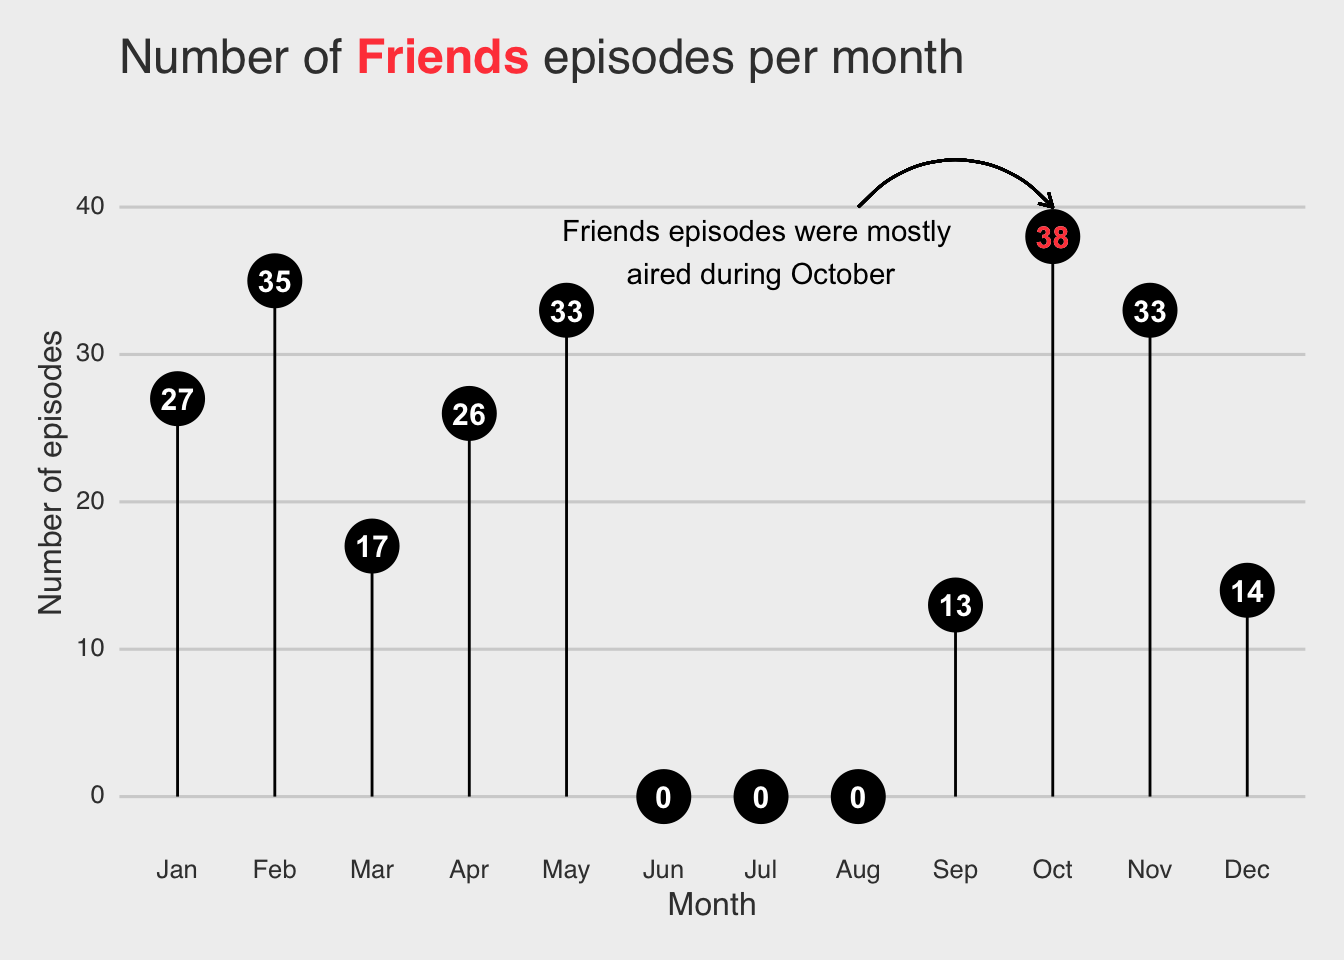 Number of Friends episodes per month
40
Friends episodes were mostly
aired during October
38
35
33
33
30
27
26
20
17
13
14
10
0
0
0
0
Number of episodes
Jan Feb Mar Apr May Jun Jul Aug Sep Oct Nov Dec
Month